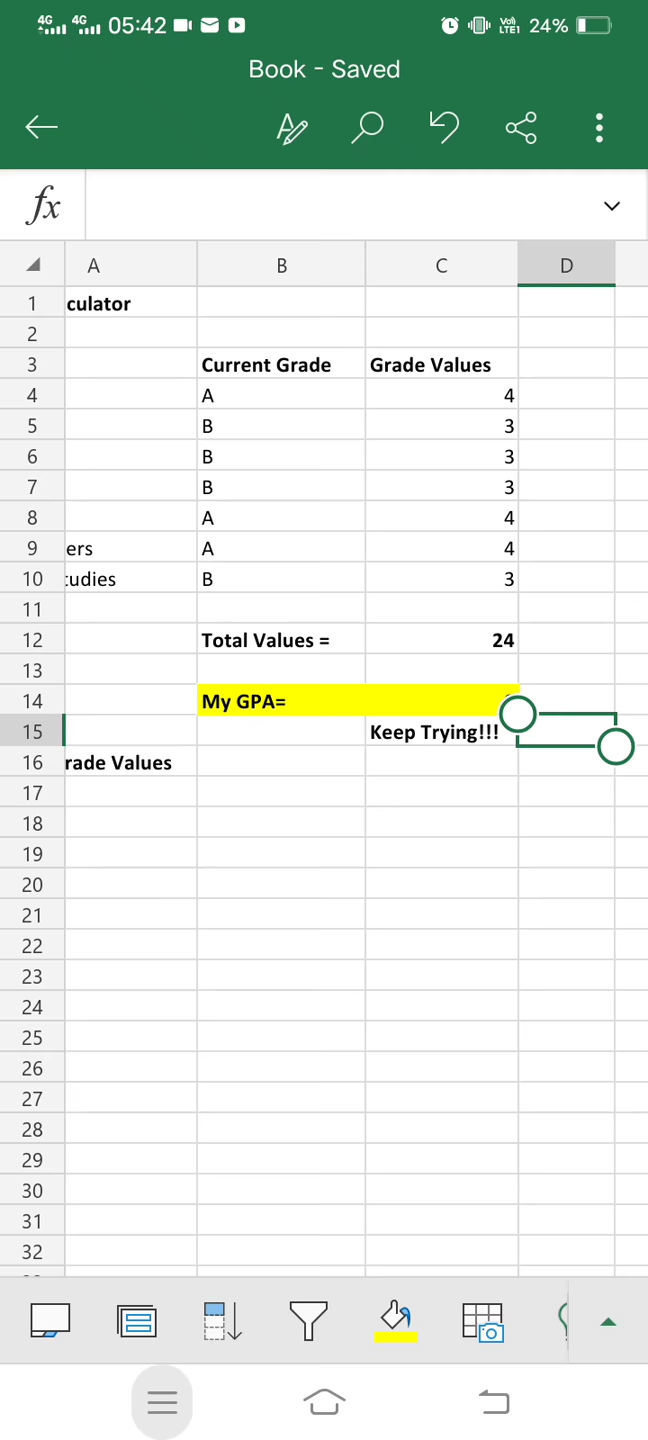 4G 4G 05:42 Vo) LTE1 24%
Book - Saved
fx
A B C D
1 culator
2
3 Current Grade Grade Values
4 A 4
5 B 3
6 B 3
7 B 3
8 A 4
9 ers A 4
10 tudies B 3
11
12 Total Values = 24
13
14 My GPA=
15 Keep Trying!!!
16 rade Values
17
18
19
20
21
22
23
24
25
26
27
28
29
30
31
32